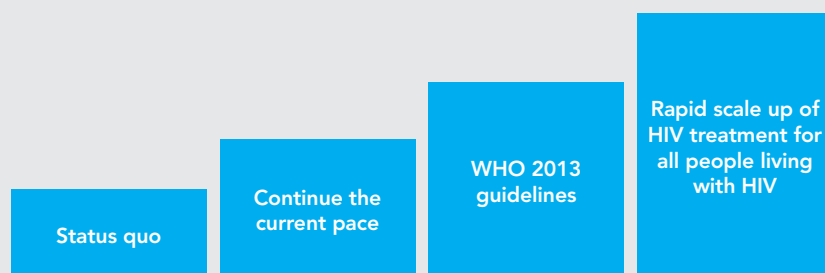 Status quo
Continue the
current pace
WHO 2013
guidelines
Rapid scale up of
HIV treatment for
all people living
with HIV